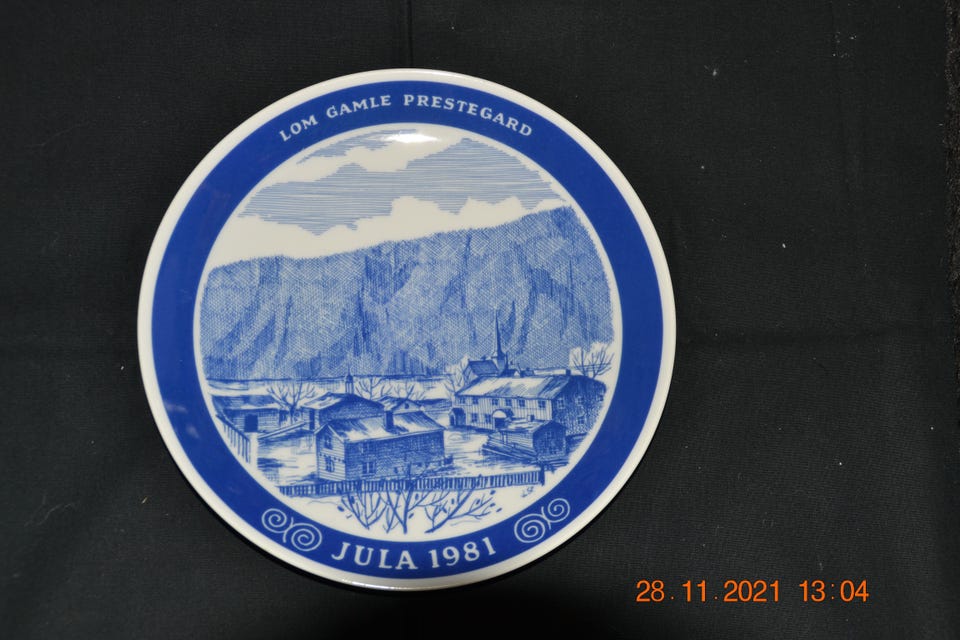 LOM GAMLE PRESTEGARD
JULA 1981
28.11.2021 13:04